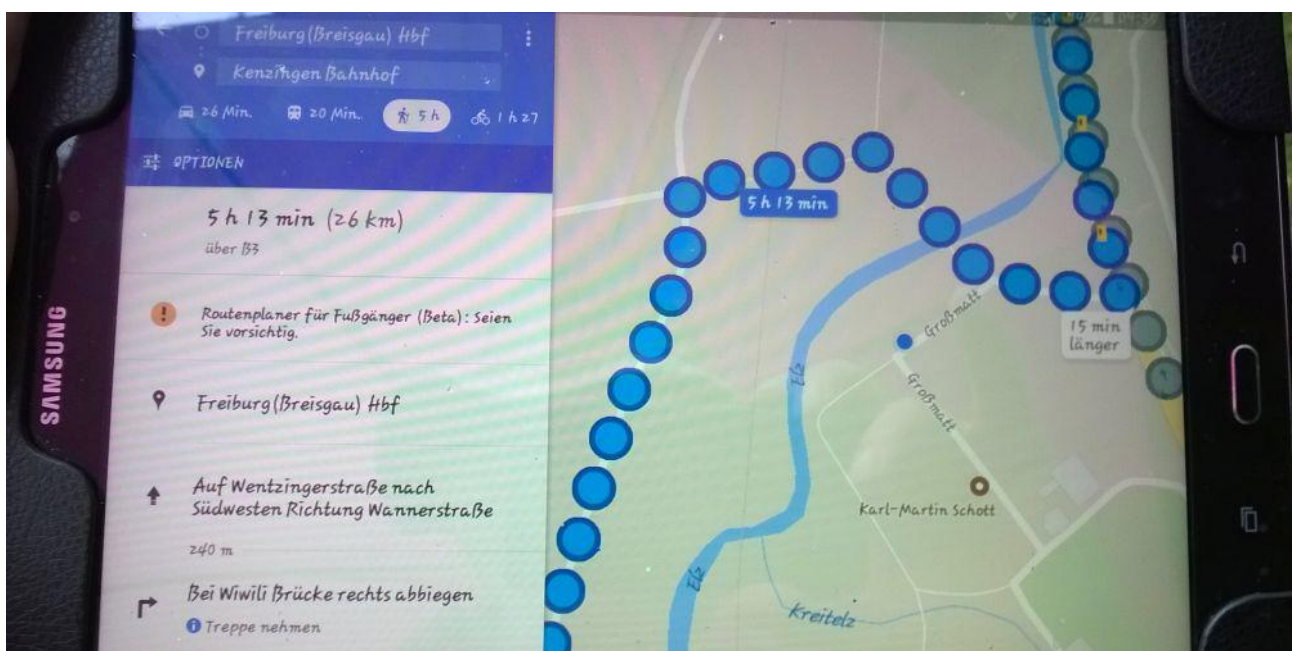 Freiburg (Breisgau) Hbf
Kenzingen Bahnhof
26 Min.
20 Min.
5 h
1 h 27
OPTIONEN
5 h 13 min (26 km)
über B3
Routenplaner für Fußgänger (Beta): Seien
Sie vorsichtig.
Freiburg (Breisgau) Hbf
Auf Wentzingerstraße nach
Südwesten Richtung Wannerstraße
240 m
Bei Wiwili Brücke rechts abbiegen
Treppe nehmen
SAMSUNG
5 h 13 min
15 min
länger
Großmatt
Großmatt
Elz
Karl-Martin Schott
Elz
Kreitelz